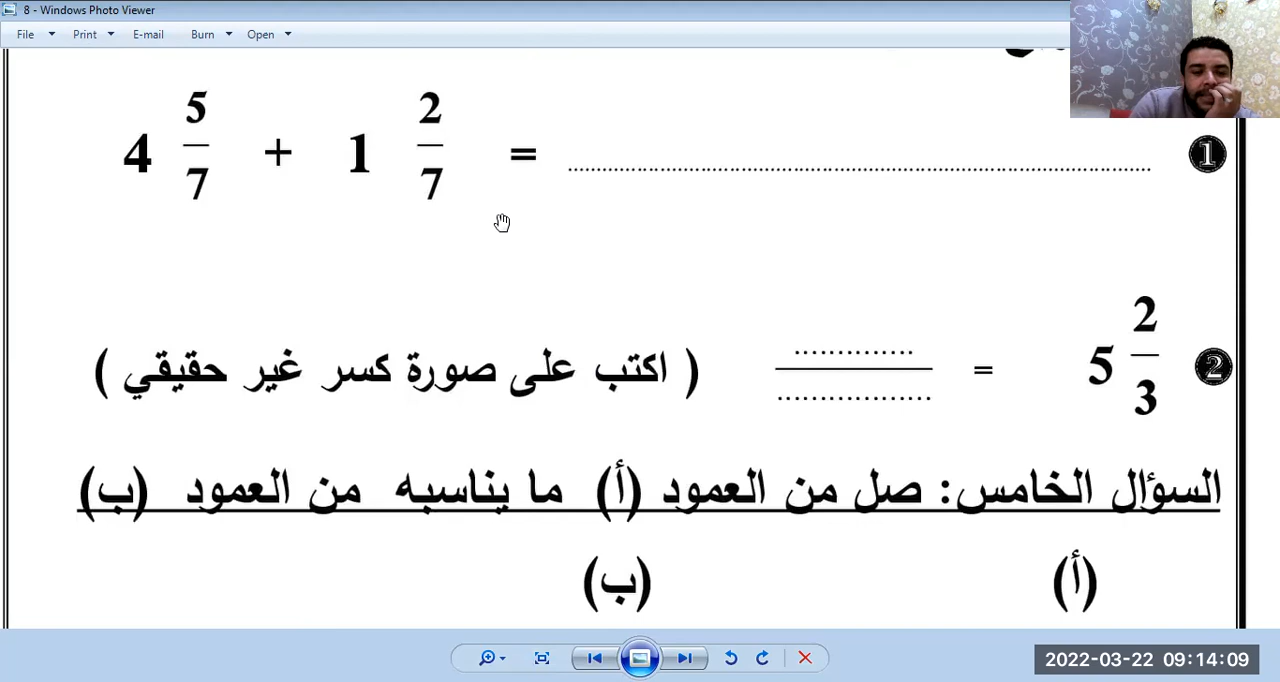 8 - Windows Photo Viewer
File Print E-mail Burn Open
4 5/7 + 1 2/7 = ........................................ ❶
❷ 5 2/3 = .............. / ................. ( اكتب على صورة كسر غير حقيقي )
السؤال الخامس: صل من العمود (أ) ما يناسبه من العمود (ب)
(أ) (ب)
2022-03-22 09:14:09